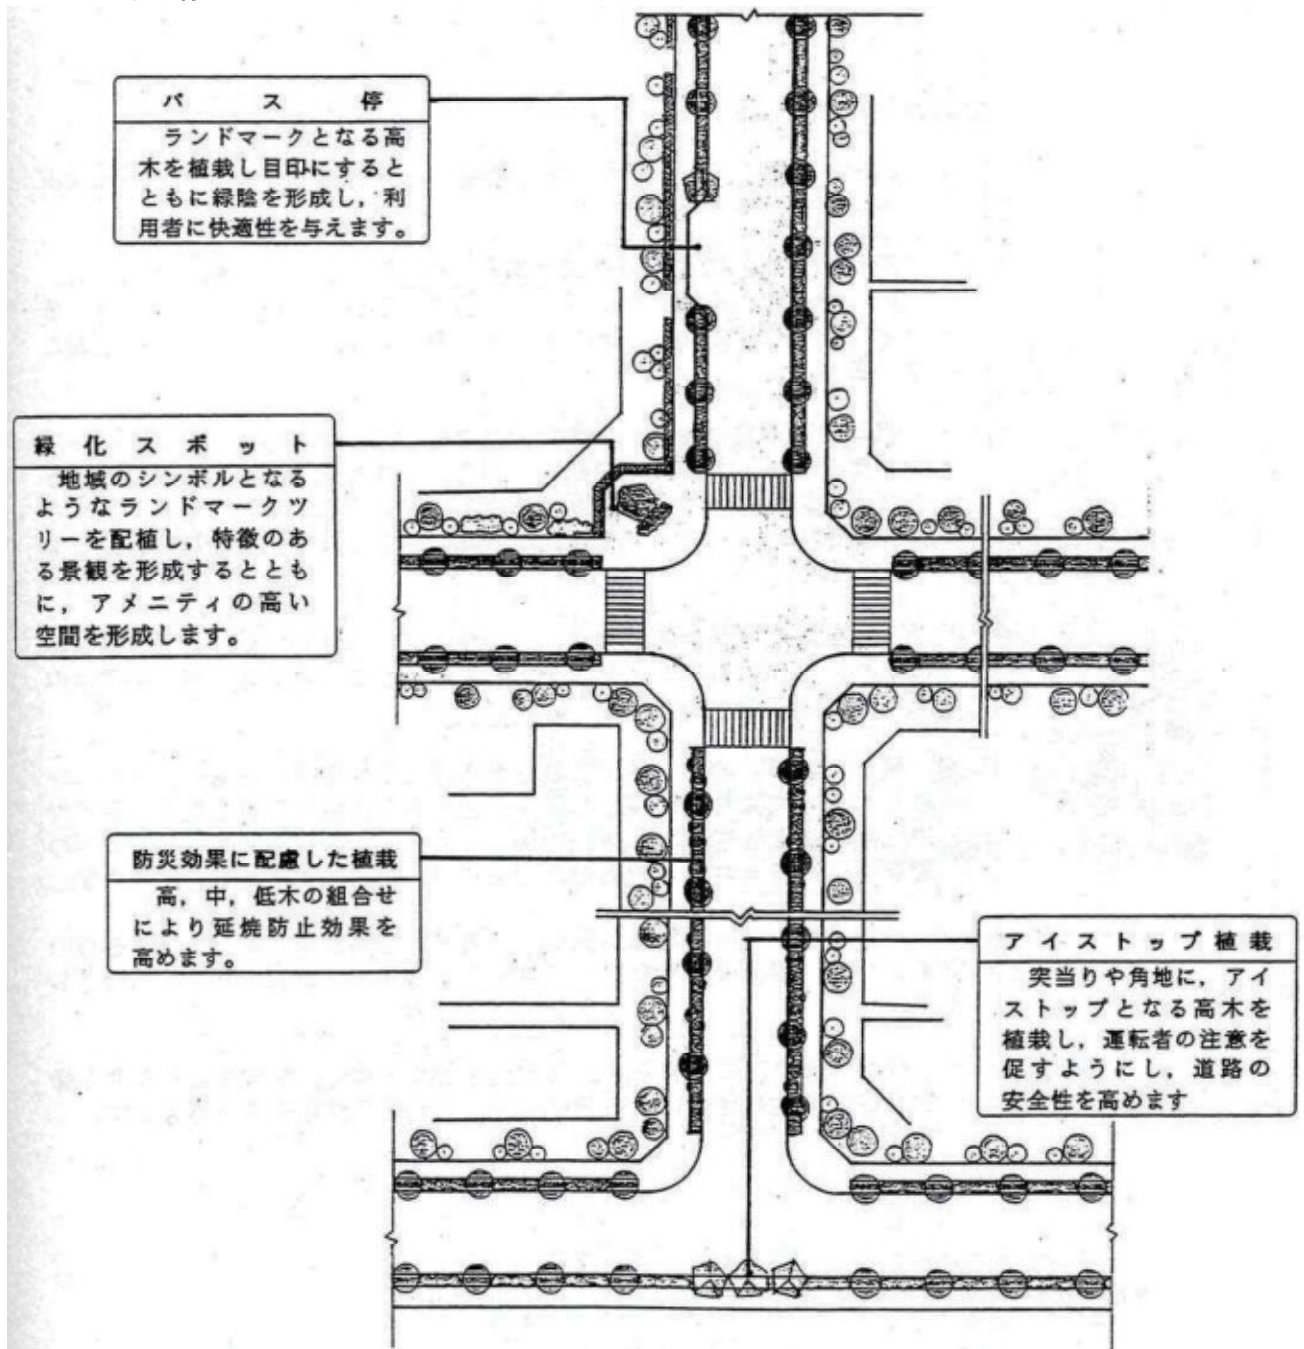 バス停
ランドマークとなる高
木を植栽し目印にすると
ともに緑陰を形成し，利
用者に快適性を与えます。
緑化スポット
地域のシンボルとなる
ようなランドマークツ
リーを配植し，特徴のあ
る景観を形成するととも
に，アメニティの高い
空間を形成します。
防災効果に配慮した植栽
高，中，低木の組合せ
により延焼防止効果を
高めます。
アイストップ植栽
突当りや角地に，アイ
ストップとなる高木を
植栽し，運転者の注意を
促すようにし，道路の
安全性を高めます